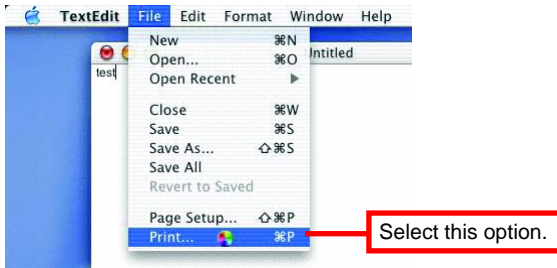 TextEdit File Edit Format Window Help
Untitled
test
New ⌘N
Open... ⌘O
Open Recent ▶
Close ⌘W
Save ⌘S
Save As... ⇧⌘S
Save All
Revert to Saved
Page Setup... ⇧⌘P
Print... ⌘P
Select this option.